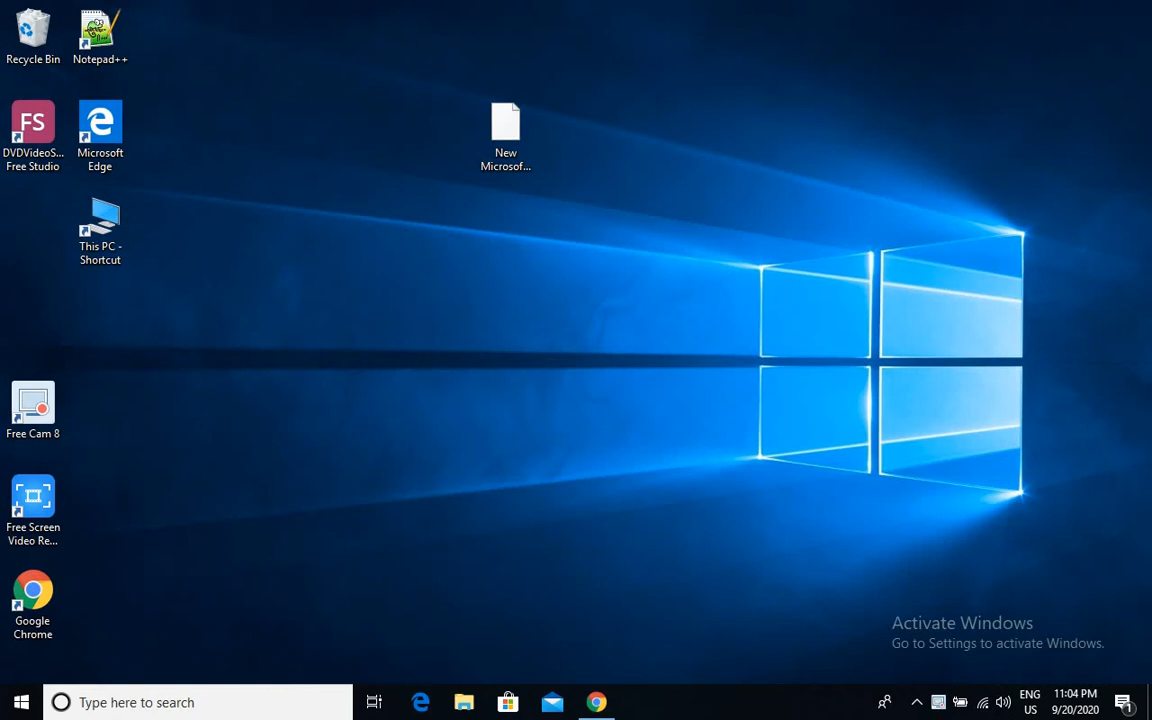 Recycle Bin
Notepad++
FS
DVDVideoS...
Free Studio
Microsoft
Edge
New
Microsof...
This PC -
Shortcut
Free Cam 8
Free Screen
Video Re...
Google
Chrome
Activate Windows
Go to Settings to activate Windows.
Type here to search
ENG
US
11:04 PM
9/20/2020
1